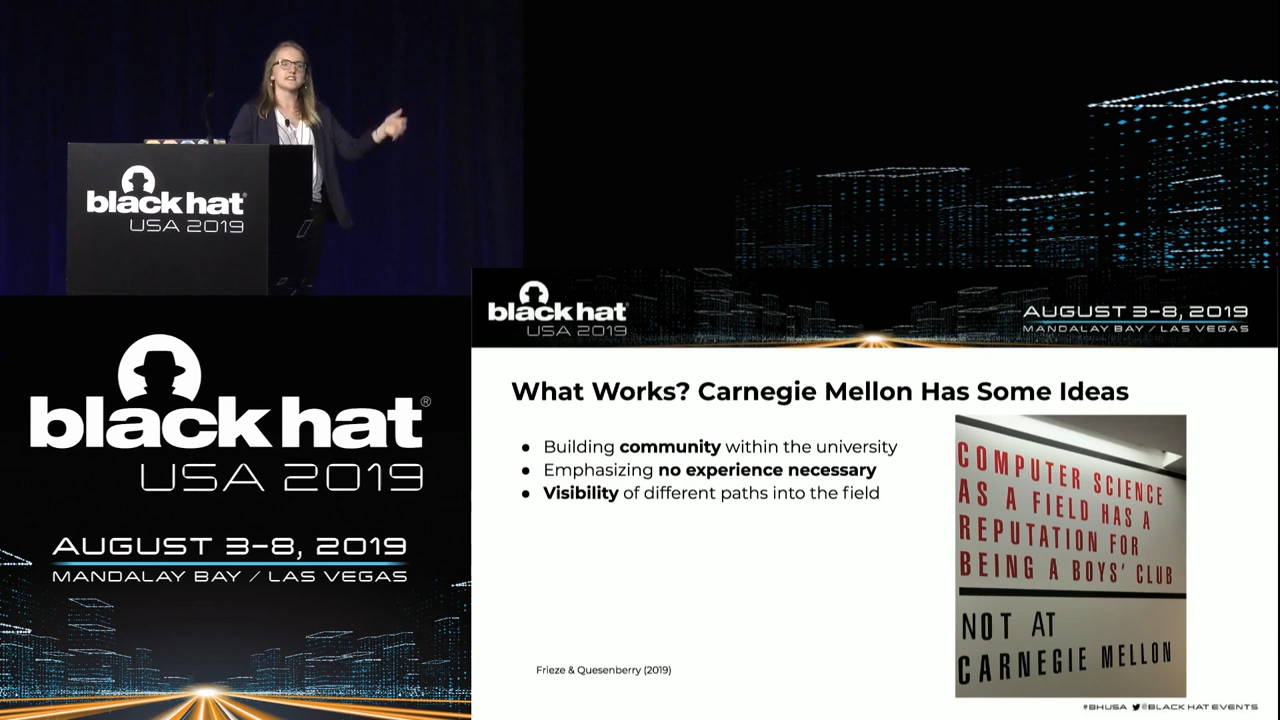 black hat®
USA 2019
black hat®
USA 2019
AUGUST 3-8, 2019
MANDALAY BAY / LAS VEGAS
black hat®
USA 2019
AUGUST 3-8, 2019
MANDALAY BAY / LAS VEGAS
What Works? Carnegie Mellon Has Some Ideas
● Building community within the university
● Emphasizing no experience necessary
● Visibility of different paths into the field
COMPUTER SCIENCE
AS A FIELD HAS A
REPUTATION FOR
BEING A BOYS' CLUB
NOT AT
CARNEGIE MELLON
Frieze & Quesenberry (2019)
#BHUSA @BLACK HAT EVENTS